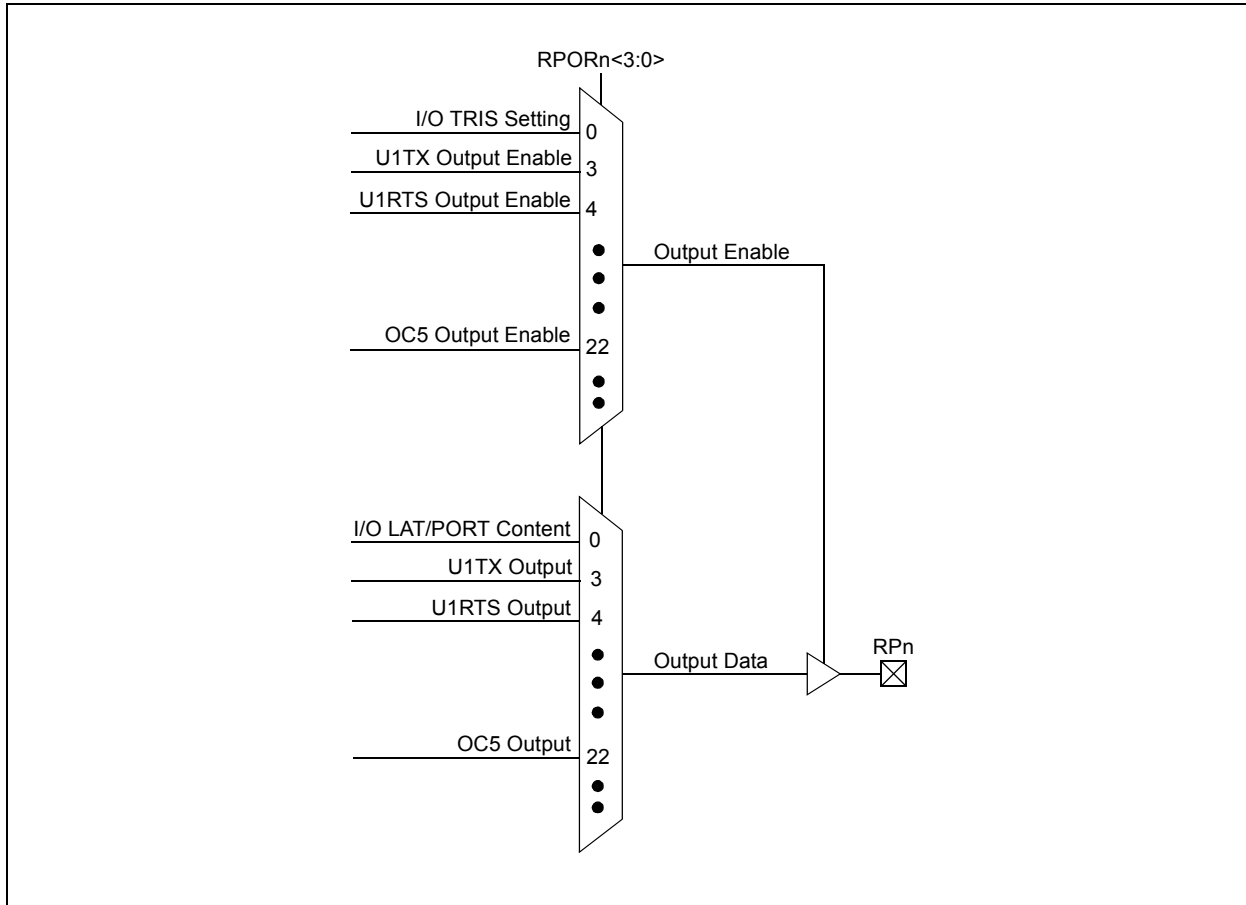 RPORn<3:0>
I/O TRIS Setting
0
U1TX Output Enable
3
U1RTS Output Enable
4
Output Enable
OC5 Output Enable
22
I/O LAT/PORT Content
0
U1TX Output
3
U1RTS Output
4
Output Data
RPn
OC5 Output
22